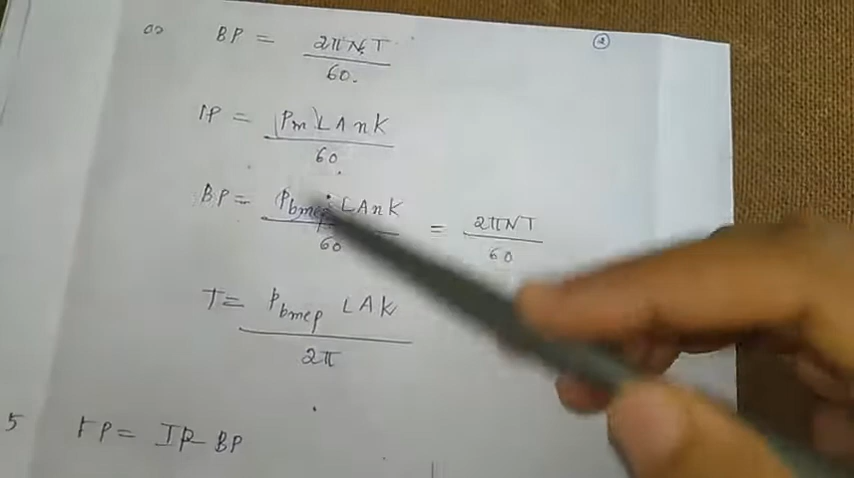 BP = 2πNT / 60.
2
IP = Pm LAnK / 60
BP = Pbmep LAnK / 60 = 2πNT / 60
T = Pbmep LAK / 2π
5 FP = IP - BP